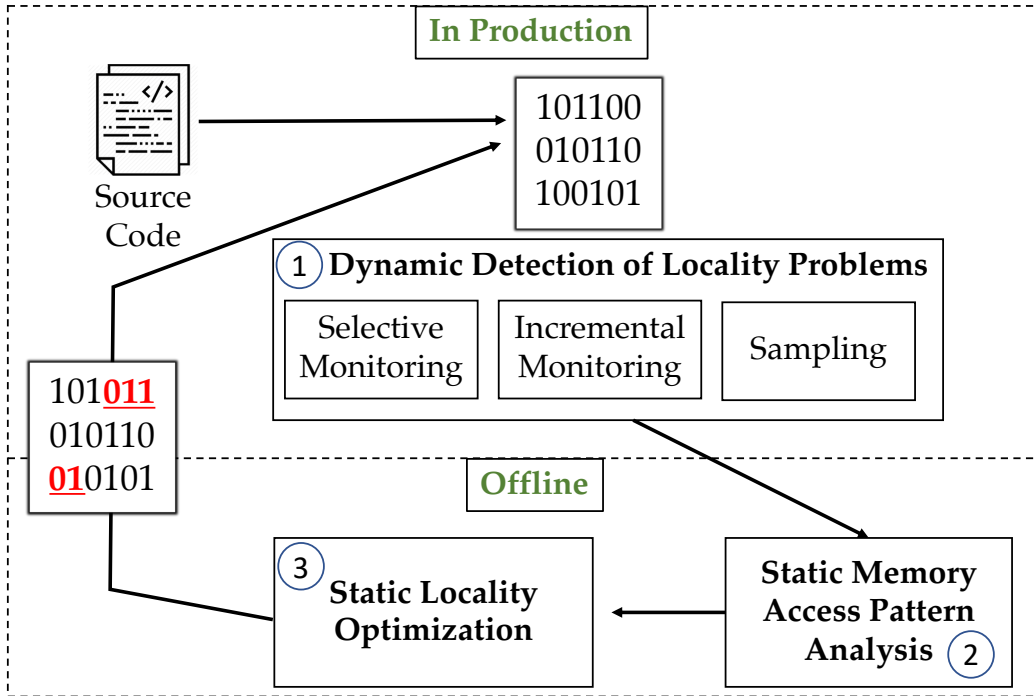 In Production
</>
Source
Code
101100
010110
100101
1 Dynamic Detection of Locality Problems
Selective
Monitoring
Incremental
Monitoring
Sampling
101011
010110
010101
Offline
3
Static Locality
Optimization
Static Memory
Access Pattern
Analysis 2